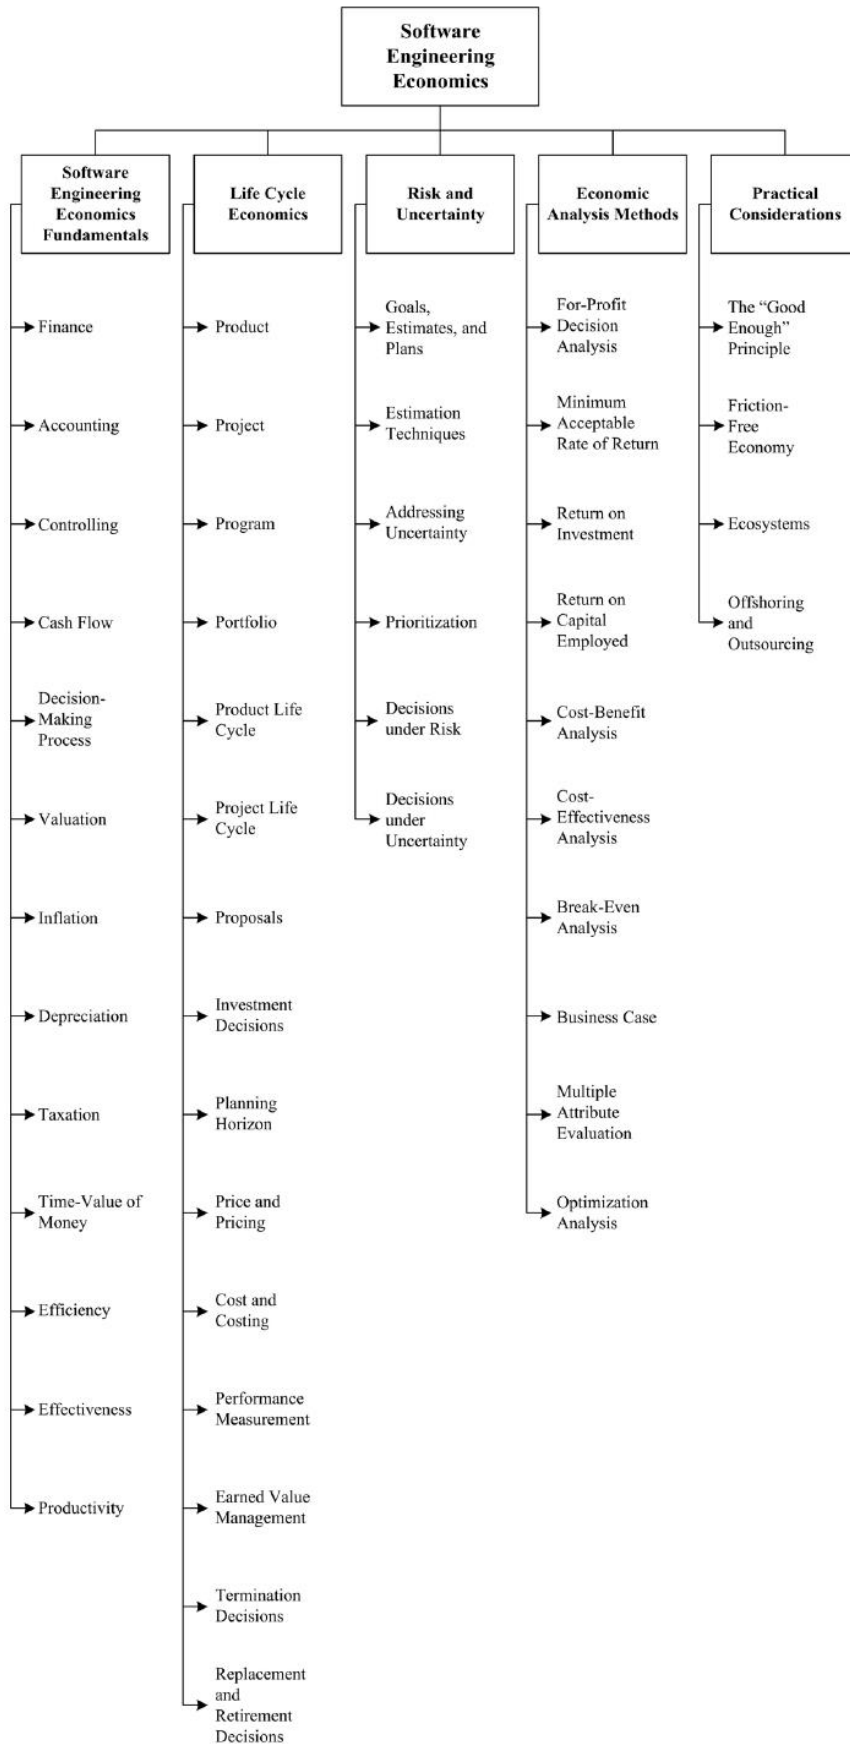 Software
Engineering
Economics
Software
Engineering
Economics
Fundamentals
Finance
Accounting
Controlling
Cash Flow
Decision-
Making
Process
Valuation
Inflation
Depreciation
Taxation
Time-Value of
Money
Efficiency
Effectiveness
Productivity
Life Cycle
Economics
Product
Project
Program
Portfolio
Product Life
Cycle
Project Life
Cycle
Proposals
Investment
Decisions
Planning
Horizon
Price and
Pricing
Cost and
Costing
Performance
Measurement
Earned Value
Management
Termination
Decisions
Replacement
and
Retirement
Decisions
Risk and
Uncertainty
Goals,
Estimates, and
Plans
Estimation
Techniques
Addressing
Uncertainty
Prioritization
Decisions
under Risk
Decisions
under
Uncertainty
Economic
Analysis Methods
For-Profit
Decision
Analysis
Minimum
Acceptable
Rate of Return
Return on
Investment
Return on
Capital
Employed
Cost-Benefit
Analysis
Cost-
Effectiveness
Analysis
Break-Even
Analysis
Business Case
Multiple
Attribute
Evaluation
Optimization
Analysis
Practical
Considerations
The “Good
Enough”
Principle
Friction-
Free
Economy
Ecosystems
Offshoring
and
Outsourcing